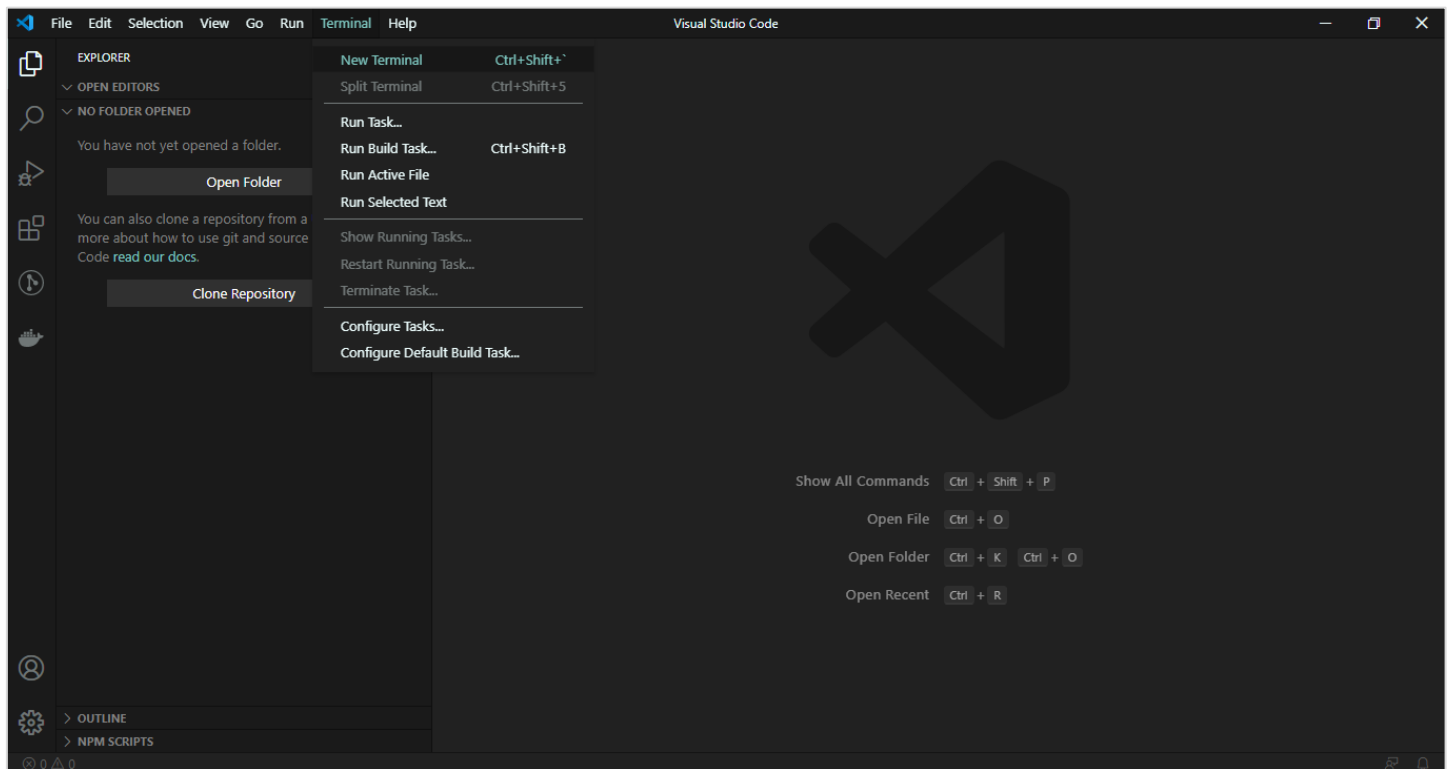 File Edit Selection View Go Run Terminal Help Visual Studio Code
EXPLORER
OPEN EDITORS
NO FOLDER OPENED
You have not yet opened a folder.
Open Folder
You can also clone a repository from a
more about how to use git and source
Code read our docs.
Clone Repository
OUTLINE
NPM SCRIPTS
New Terminal Ctrl+Shift+`
Split Terminal Ctrl+Shift+5
Run Task...
Run Build Task... Ctrl+Shift+B
Run Active File
Run Selected Text
Show Running Tasks...
Restart Running Task...
Terminate Task...
Configure Tasks...
Configure Default Build Task...
Show All Commands Ctrl + Shift + P
Open File Ctrl + O
Open Folder Ctrl + K Ctrl + O
Open Recent Ctrl + R
0 0